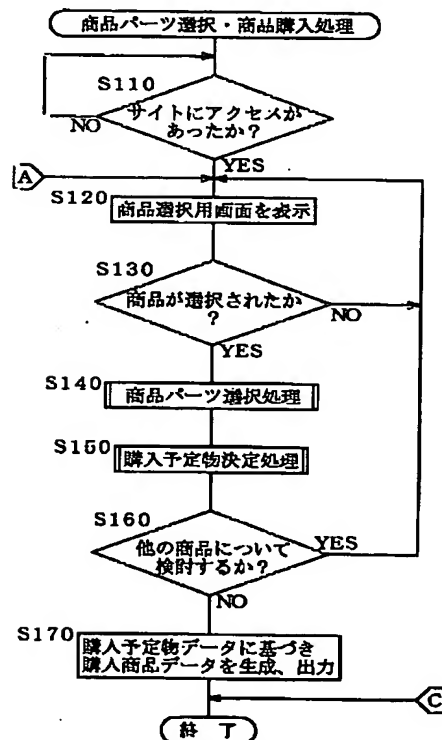 商品パーツ選択・商品購入処理
S110
サイトにアクセスが
あったか?
NO
YES
A
S120
商品選択用画面を表示
S130
商品が選択されたか
?
NO
YES
S140
商品パーツ選択処理
S150
購入予定物決定処理
S160
他の商品について
検討するか?
YES
NO
S170
購入予定物データに基づき
購入商品データを生成、出力
C
終 了